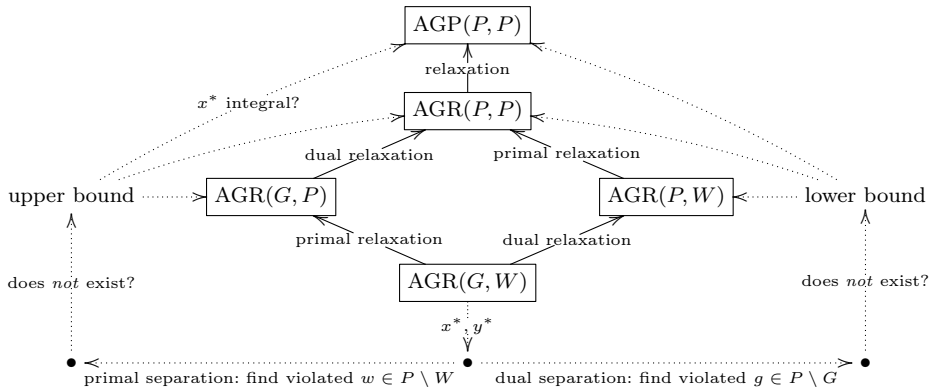 AGP(P, P)
relaxation
x* integral?
AGR(P, P)
dual relaxation
primal relaxation
upper bound
AGR(G, P)
AGR(P, W)
lower bound
primal relaxation
dual relaxation
does not exist?
AGR(G, W)
does not exist?
x*, y*
primal separation: find violated w ∈ P \ W
dual separation: find violated g ∈ P \ G